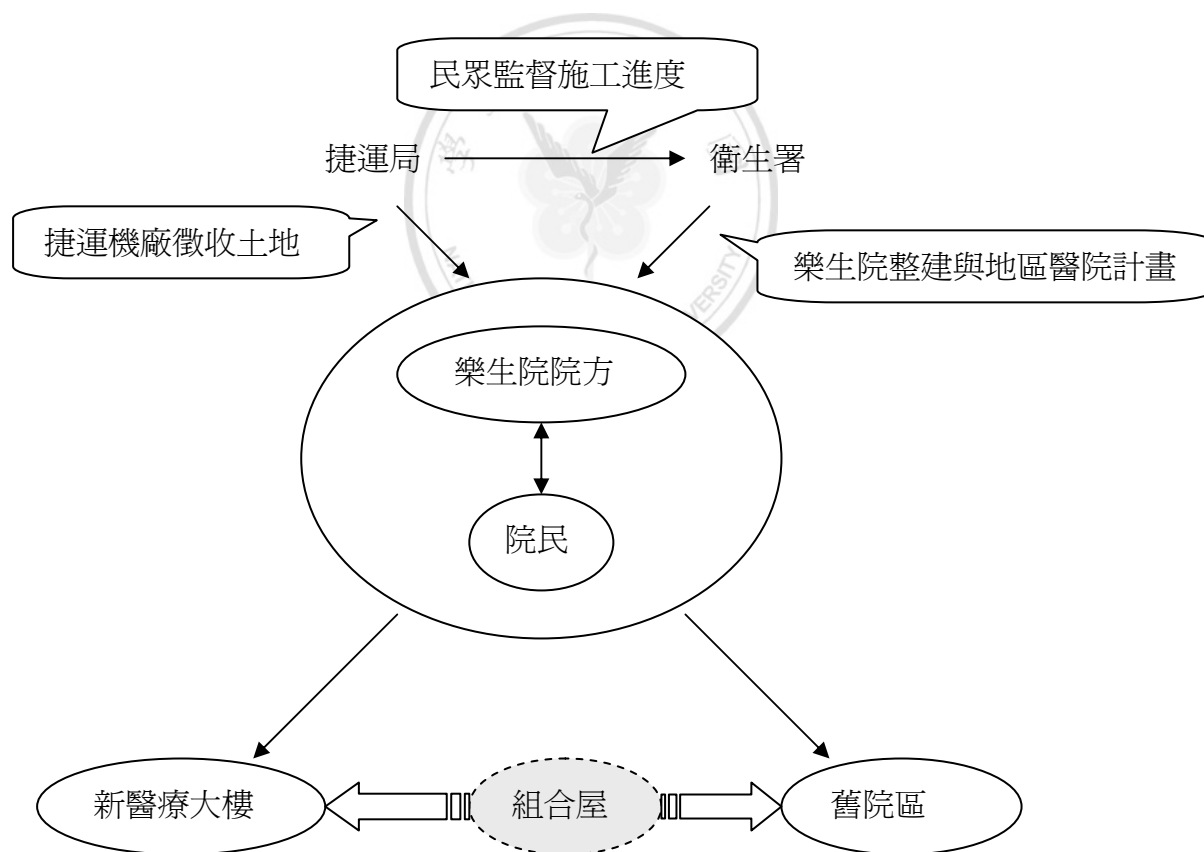 民眾監督施工進度
捷運局
衛生署
捷運機廠徵收土地
樂生院整建與地區醫院計畫
樂生院院方
院民
新醫療大樓
組合屋
舊院區